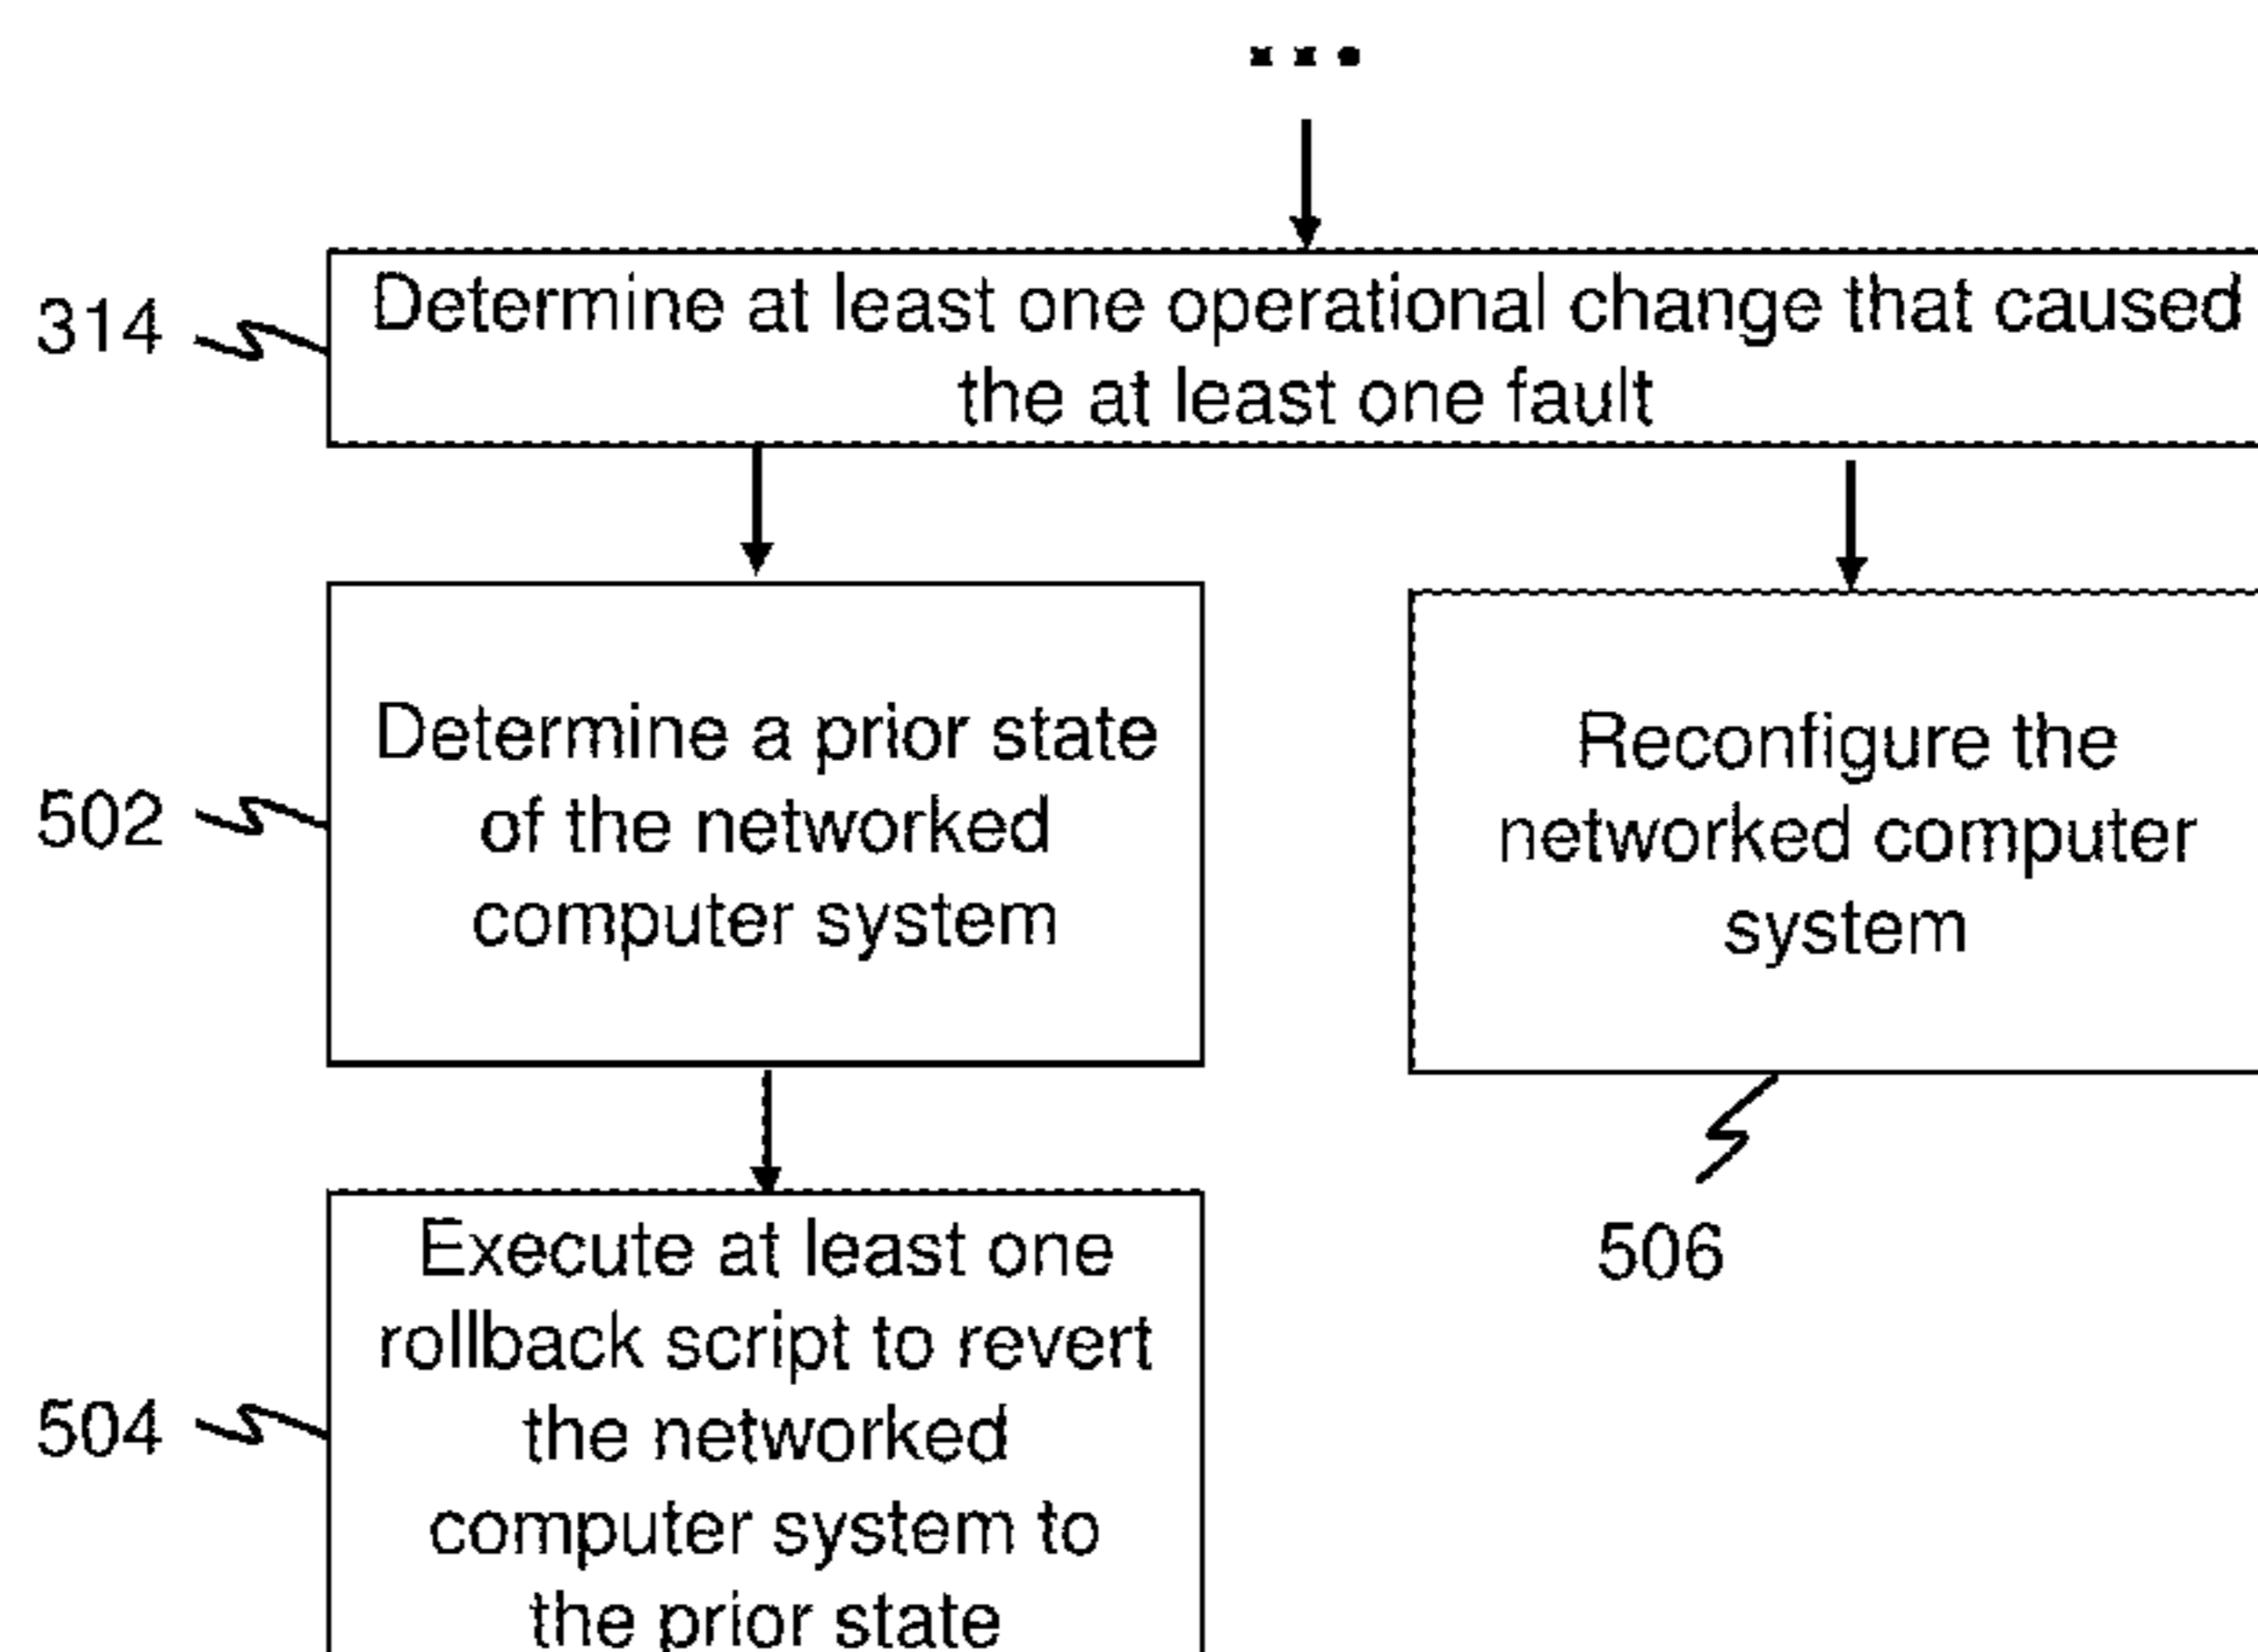 ...
314
Determine at least one operational change that caused
the at least one fault
502
Determine a prior state
of the networked
computer system
Reconfigure the
networked computer
system
506
504
Execute at least one
rollback script to revert
the networked
computer system to
the prior state